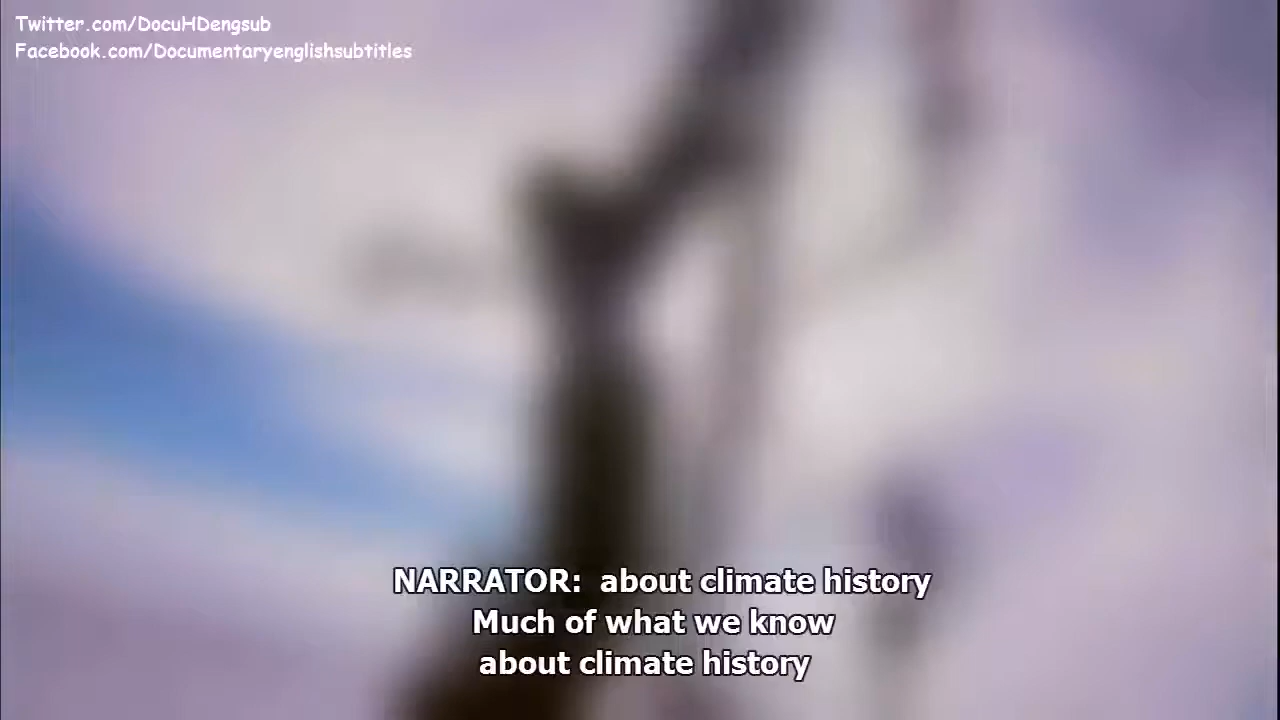 Twitter.com/DocuHDengsub
Facebook.com/Documentaryenglishsubtitles
NARRATOR:  about climate history
Much of what we know
about climate history